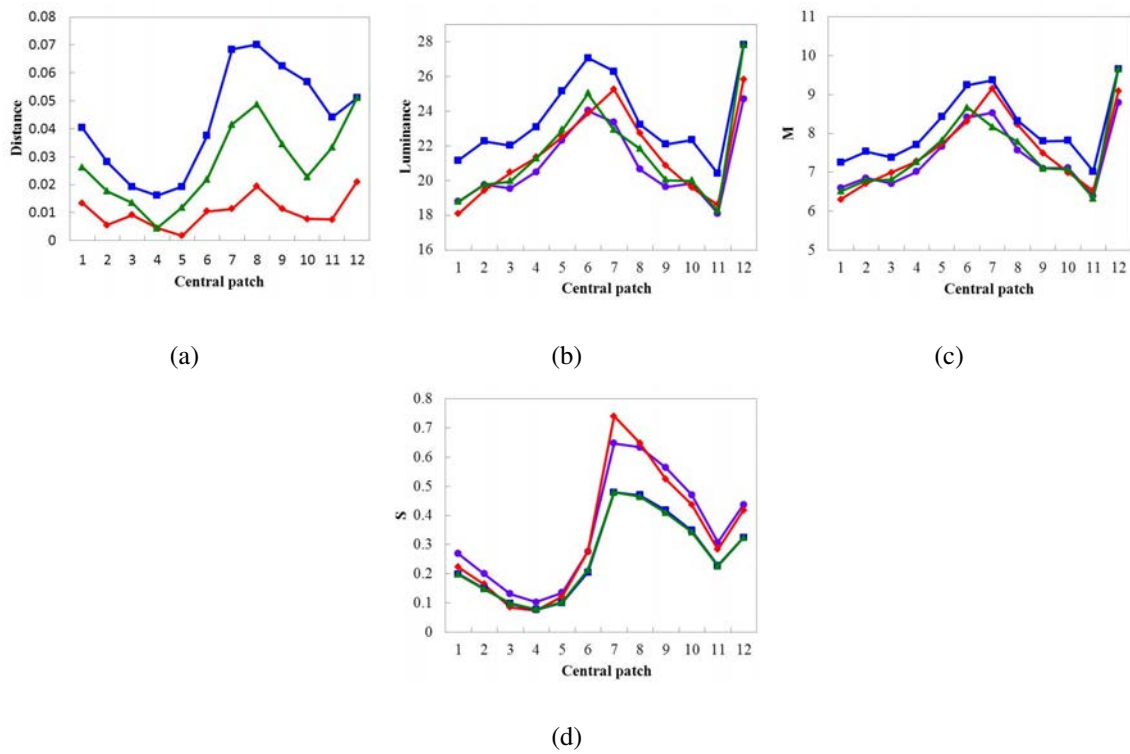 0.08
0.07
0.06
0.05
0.04
0.03
0.02
0.01
0
Distance
1 2 3 4 5 6 7 8 9 10 11 12
Central patch
(a)
28
26
24
22
20
18
16
Luminance
1 2 3 4 5 6 7 8 9 10 11 12
Central patch
(b)
11
10
9
8
7
6
5
M
1 2 3 4 5 6 7 8 9 10 11 12
Central patch
(c)
0.8
0.7
0.6
0.5
0.4
0.3
0.2
0.1
0
S
1 2 3 4 5 6 7 8 9 10 11 12
Central patch
(d)